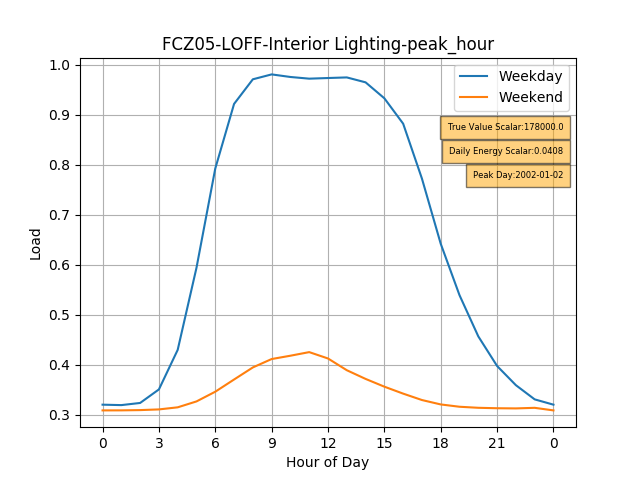 FCZ05-LOFF-Interior Lighting-peak_hour
1.0
0.9
0.8
0.7
0.6
0.5
0.4
0.3
Load
Weekday
Weekend
True Value Scalar:178000.0
Daily Energy Scalar:0.0408
Peak Day:2002-01-02
0 3 6 9 12 15 18 21 0
Hour of Day